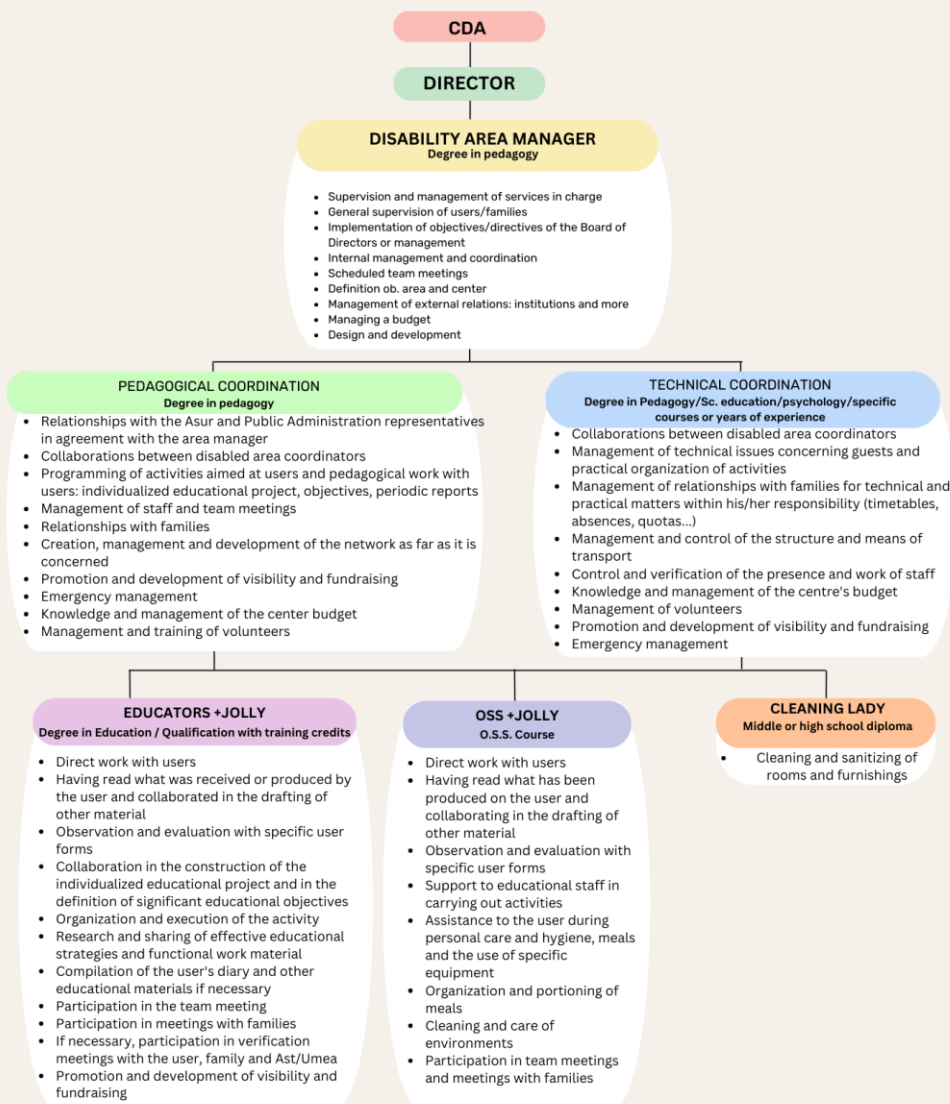 CDA
DIRECTOR
DISABILITY AREA MANAGER
Degree in pedagogy
• Supervision and management of services in charge
• General supervision of users/families
• Implementation of objectives/directives of the Board of
Directors or management
• Internal management and coordination
• Scheduled team meetings
• Definition ob. area and center
• Management of external relations: institutions and more
• Managing a budget
• Design and development
PEDAGOGICAL COORDINATION
Degree in pedagogy
• Relationships with the Asur and Public Administration representatives
in agreement with the area manager
• Collaborations between disabled area coordinators
• Programming of activities aimed at users and pedagogical work with
users: individualized educational project, objectives, periodic reports
• Management of staff and team meetings
• Relationships with families
• Creation, management and development of the network as far as it is
concerned
• Promotion and development of visibility and fundraising
• Emergency management
• Knowledge and management of the center budget
• Management and training of volunteers
TECHNICAL COORDINATION
Degree in Pedagogy/Sc. education/psychology/specific
courses or years of experience
• Collaborations between disabled area coordinators
• Management of technical issues concerning guests and
practical organization of activities
• Management of relationships with families for technical and
practical matters within his/her responsibility (timetables,
absences, quotas...)
• Management and control of the structure and means of
transport
• Control and verification of the presence and work of staff
• Knowledge and management of the centre's budget
• Management of volunteers
• Promotion and development of visibility and fundraising
• Emergency management
EDUCATORS +JOLLY
Degree in Education / Qualification with training credits
• Direct work with users
• Having read what was received or produced by
the user and collaborated in the drafting of
other material
• Observation and evaluation with specific user
forms
• Collaboration in the construction of the
individualized educational project and in the
definition of significant educational objectives
• Organization and execution of the activity
• Research and sharing of effective educational
strategies and functional work material
• Compilation of the user's diary and other
educational materials if necessary
• Participation in the team meeting
• Participation in meetings with families
• If necessary, participation in verification
meetings with the user, family and Ast/Umea
• Promotion and development of visibility and
fundraising
OSS +JOLLY
O.S.S. Course
• Direct work with users
• Having read what has been
produced on the user and
collaborating in the drafting of
other material
• Observation and evaluation with
specific user forms
• Support to educational staff in
carrying out activities
• Assistance to the user during
personal care and hygiene, meals
and the use of specific
equipment
• Organization and portioning of
meals
• Cleaning and care of
environments
• Participation in team meetings
and meetings with families
CLEANING LADY
Middle or high school diploma
• Cleaning and sanitizing of
rooms and furnishings